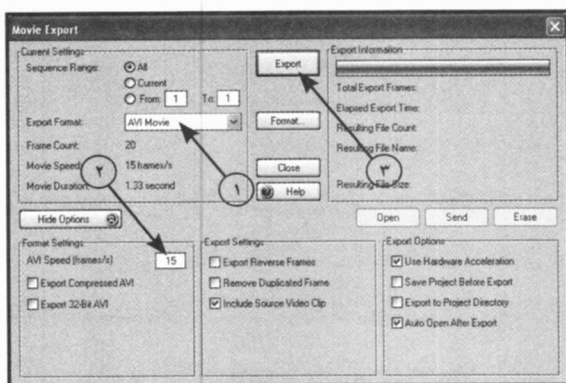 Movie Export
Current Settings
Sequence Range: All
Current
From: 1 To: 1
Export Format: AVI Movie
Frame Count: 20
Movie Speed: 15 frames/s
Movie Duration: 1.33 second
Export
Format...
Close
Help
Export Information
Total Export Frames:
Elapsed Export Time:
Resulting File Count:
Resulting File Name:
Resulting File Size:
۱
۲
۳
Hide Options
Open Send Erase
Format Settings
AVI Speed (frames/s) 15
Export Compressed AVI
Export 32-Bit AVI
Export Settings
Export Reverse Frames
Remove Duplicated Frame
Include Source Video Clip
Export Options
Use Hardware Acceleration
Save Project Before Export
Export to Project Directory
Auto Open After Export